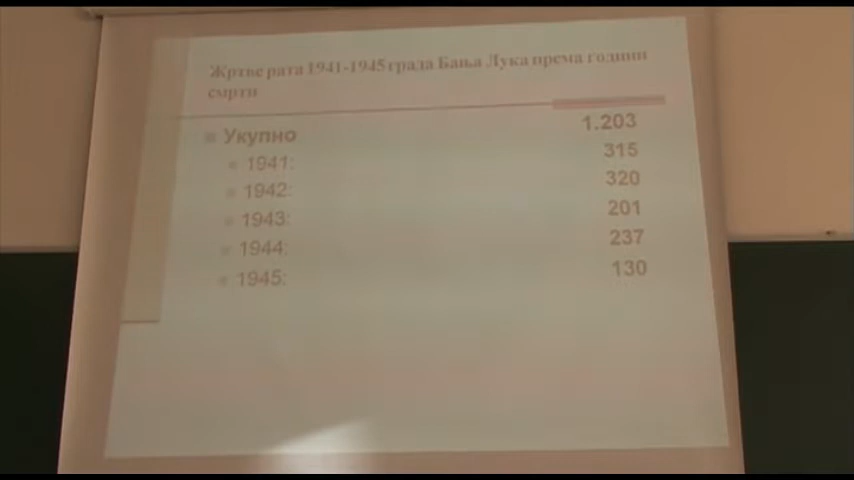 Жртве рата 1941-1945 града Бања Лука према години
смрти
Укупно 1.203
1941: 315
1942: 320
1943: 201
1944: 237
1945: 130